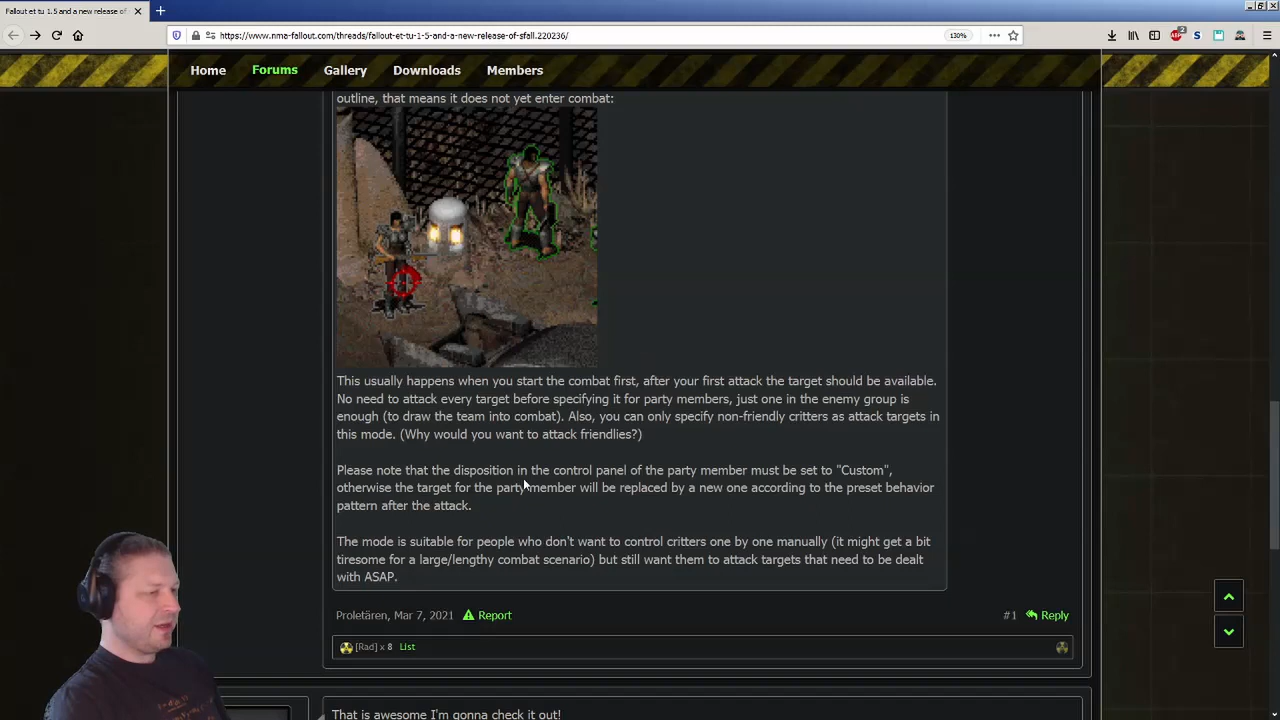 Fallout et tu 1.5 and a new release of
https://www.nma-fallout.com/threads/fallout-et-tu-1-5-and-a-new-release-of-sfall.220236/
130%
2
Home
Forums
Gallery
Downloads
Members
outline, that means it does not yet enter combat:
This usually happens when you start the combat first, after your first attack the target should be available.
No need to attack every target before specifying it for party members, just one in the enemy group is
enough (to draw the team into combat). Also, you can only specify non-friendly critters as attack targets in
this mode. (Why would you want to attack friendlies?)
Please note that the disposition in the control panel of the party member must be set to "Custom",
otherwise the target for the party member will be replaced by a new one according to the preset behavior
pattern after the attack.
The mode is suitable for people who don't want to control critters one by one manually (it might get a bit
tiresome for a large/lengthy combat scenario) but still want them to attack targets that need to be dealt
with ASAP.
Proletären, Mar 7, 2021
Report
#1
Reply
[Rad] x 8
List
That is awesome I'm gonna check it out!